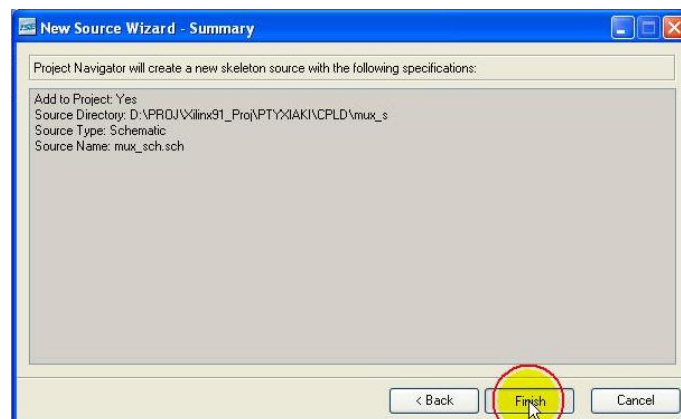 New Source Wizard - Summary
Project Navigator will create a new skeleton source with the following specifications:
Add to Project: Yes
Source Directory: D:\PROJ\Xilinx91_Proj\PTYXIAKI\CPLD\mux_s
Source Type: Schematic
Source Name: mux_sch.sch
< Back Finish Cancel